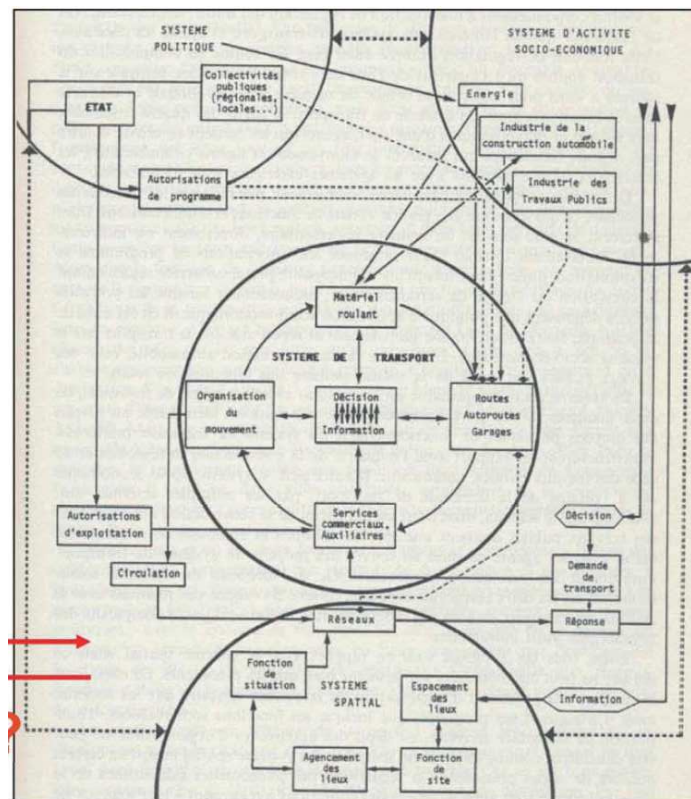 SYSTEME
POLITIQUE
SYSTEME D'ACTIVITE
SOCIO-ECONOMIQUE
Collectivités
publiques
(régionales,
locales...)
ETAT
Energie
Industrie de la
construction automobile
Autorisations
de programme
Industrie des
Travaux Publics
Matériel
roulant
SYSTEME DE TRANSPORT
Organisation
du
mouvement
Décision
Information
Routes
Autoroutes
Garages
Services
commerciaux.
Auxiliaires
Autorisations
d'exploitation
Décision
Circulation
Demande
de
transport
Réseaux
Réponse
Fonction
de
situation
SYSTEME
SPATIAL
Espacement
des
lieux
Information
Agencement
des
lieux
Fonction
de
site
?